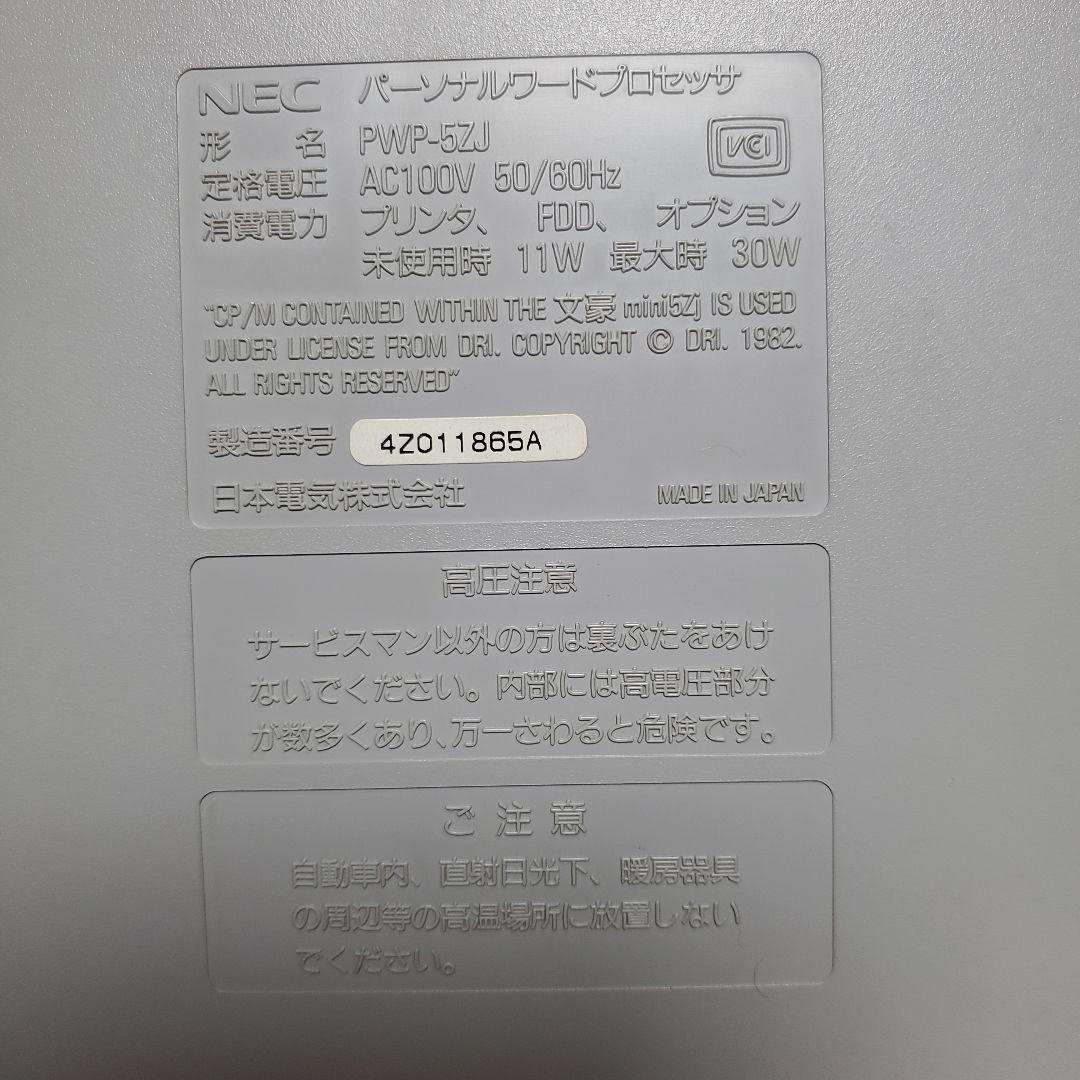 NEC パーソナルワードプロセッサ
形 名 PWP-5ZJ
VCI
定格電圧 AC100V 50/60Hz
消費電力 プリンタ、 FDD、 オプション
未使用時 11W 最大時 30W
"CP/M CONTAINED WITHIN THE 文豪 mini5Zj IS USED
UNDER LICENSE FROM DRI. COPYRIGHT © DRI. 1982.
ALL RIGHTS RESERVED"
製造番号 4Z011865A
日本電気株式会社 MADE IN JAPAN
高圧注意
サービスマン以外の方は裏ぶたをあけ
ないでください。内部には高電圧部分
が数多くあり、万一さわると危険です。
ご注意
自動車内、直射日光下、暖房器具
の周辺等の高温場所に放置しない
でください。